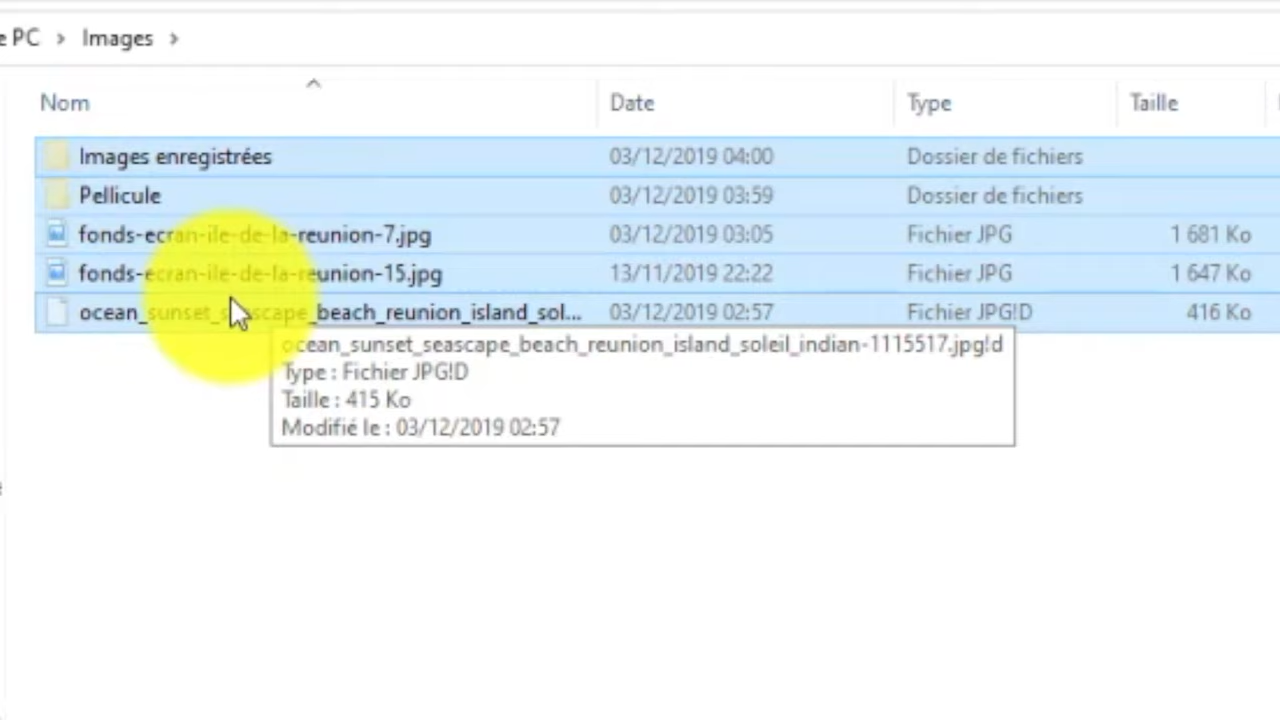 PC > Images >
Nom Date Type Taille
Images enregistrées 03/12/2019 04:00 Dossier de fichiers
Pellicule 03/12/2019 03:59 Dossier de fichiers
fonds-ecran-ile-de-la-reunion-7.jpg 03/12/2019 03:05 Fichier JPG 1 681 Ko
fonds-ecran-ile-de-la-reunion-15.jpg 13/11/2019 22:22 Fichier JPG 1 647 Ko
ocean_sunset_seascape_beach_reunion_island_sol... 03/12/2019 02:57 Fichier JPG!D 416 Ko
ocean_sunset_seascape_beach_reunion_island_soleil_indian-1115517.jpg!d
Type : Fichier JPG!D
Taille : 415 Ko
Modifié le : 03/12/2019 02:57